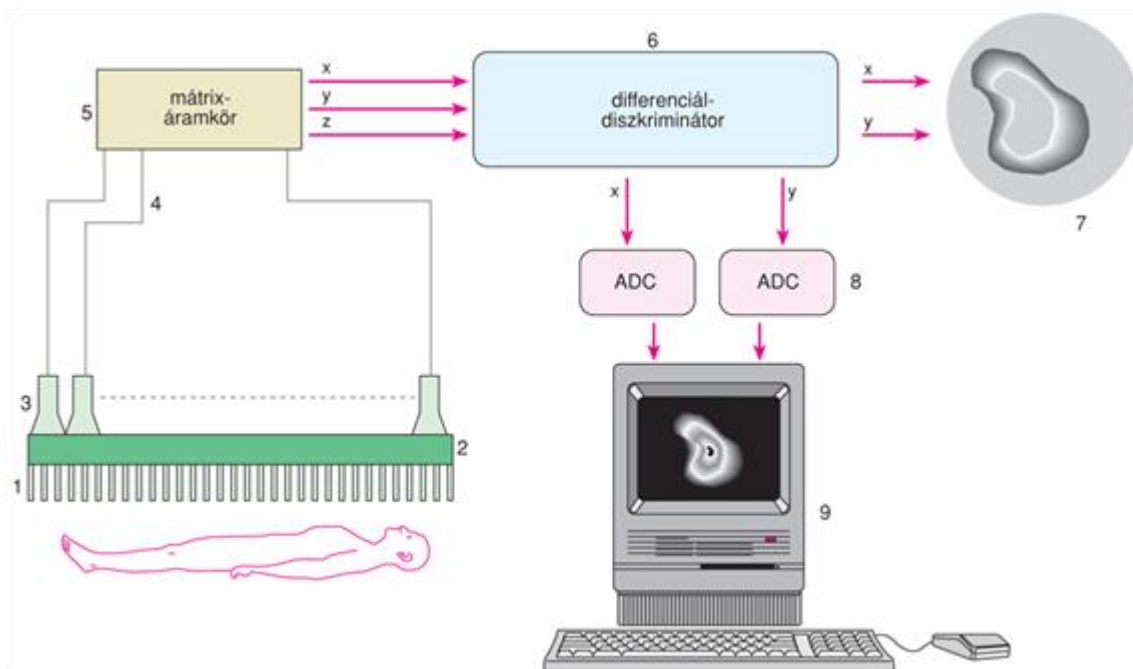 6
x
y
z
5
mátrix-
áramkör
differenciál-
diszkriminátor
x
y
7
4
x
y
ADC
ADC
8
3
2
1
9